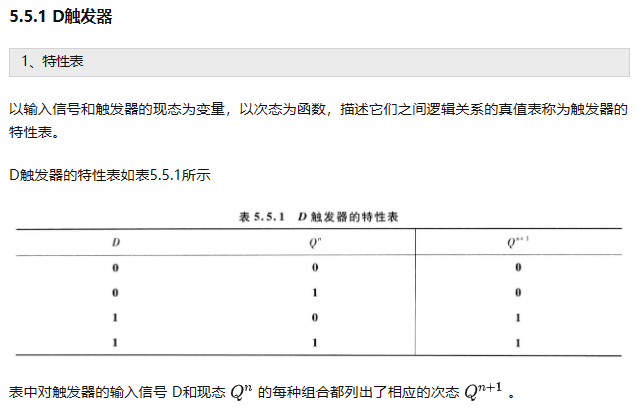 5.5.1 D触发器
1、特性表
以输入信号和触发器的现态为变量，以次态为函数，描述它们之间逻辑关系的真值表称为触发器的
特性表。
D触发器的特性表如表5.5.1所示
表 5.5.1 D 触发器的特性表
D Qⁿ Qⁿ⁺¹
0 0 0
0 1 0
1 0 1
1 1 1
表中对触发器的输入信号 D和现态 Qⁿ 的每种组合都列出了相应的次态 Qⁿ⁺¹ 。